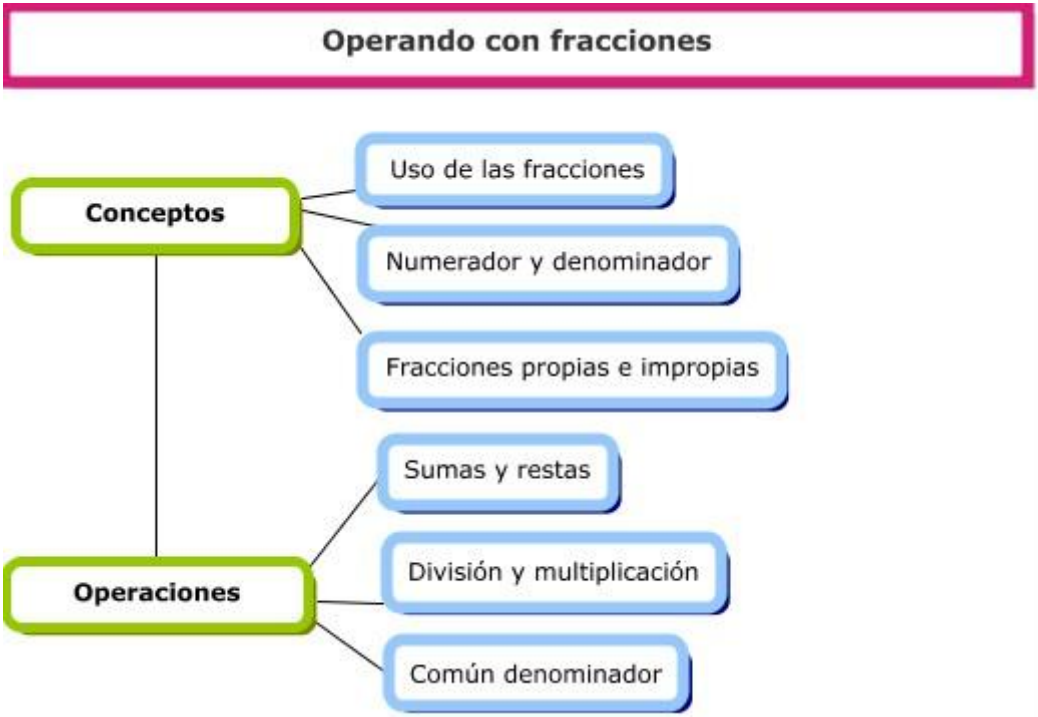 Operando con fracciones
Conceptos
Uso de las fracciones
Numerador y denominador
Fracciones propias e impropias
Operaciones
Sumas y restas
División y multiplicación
Común denominador